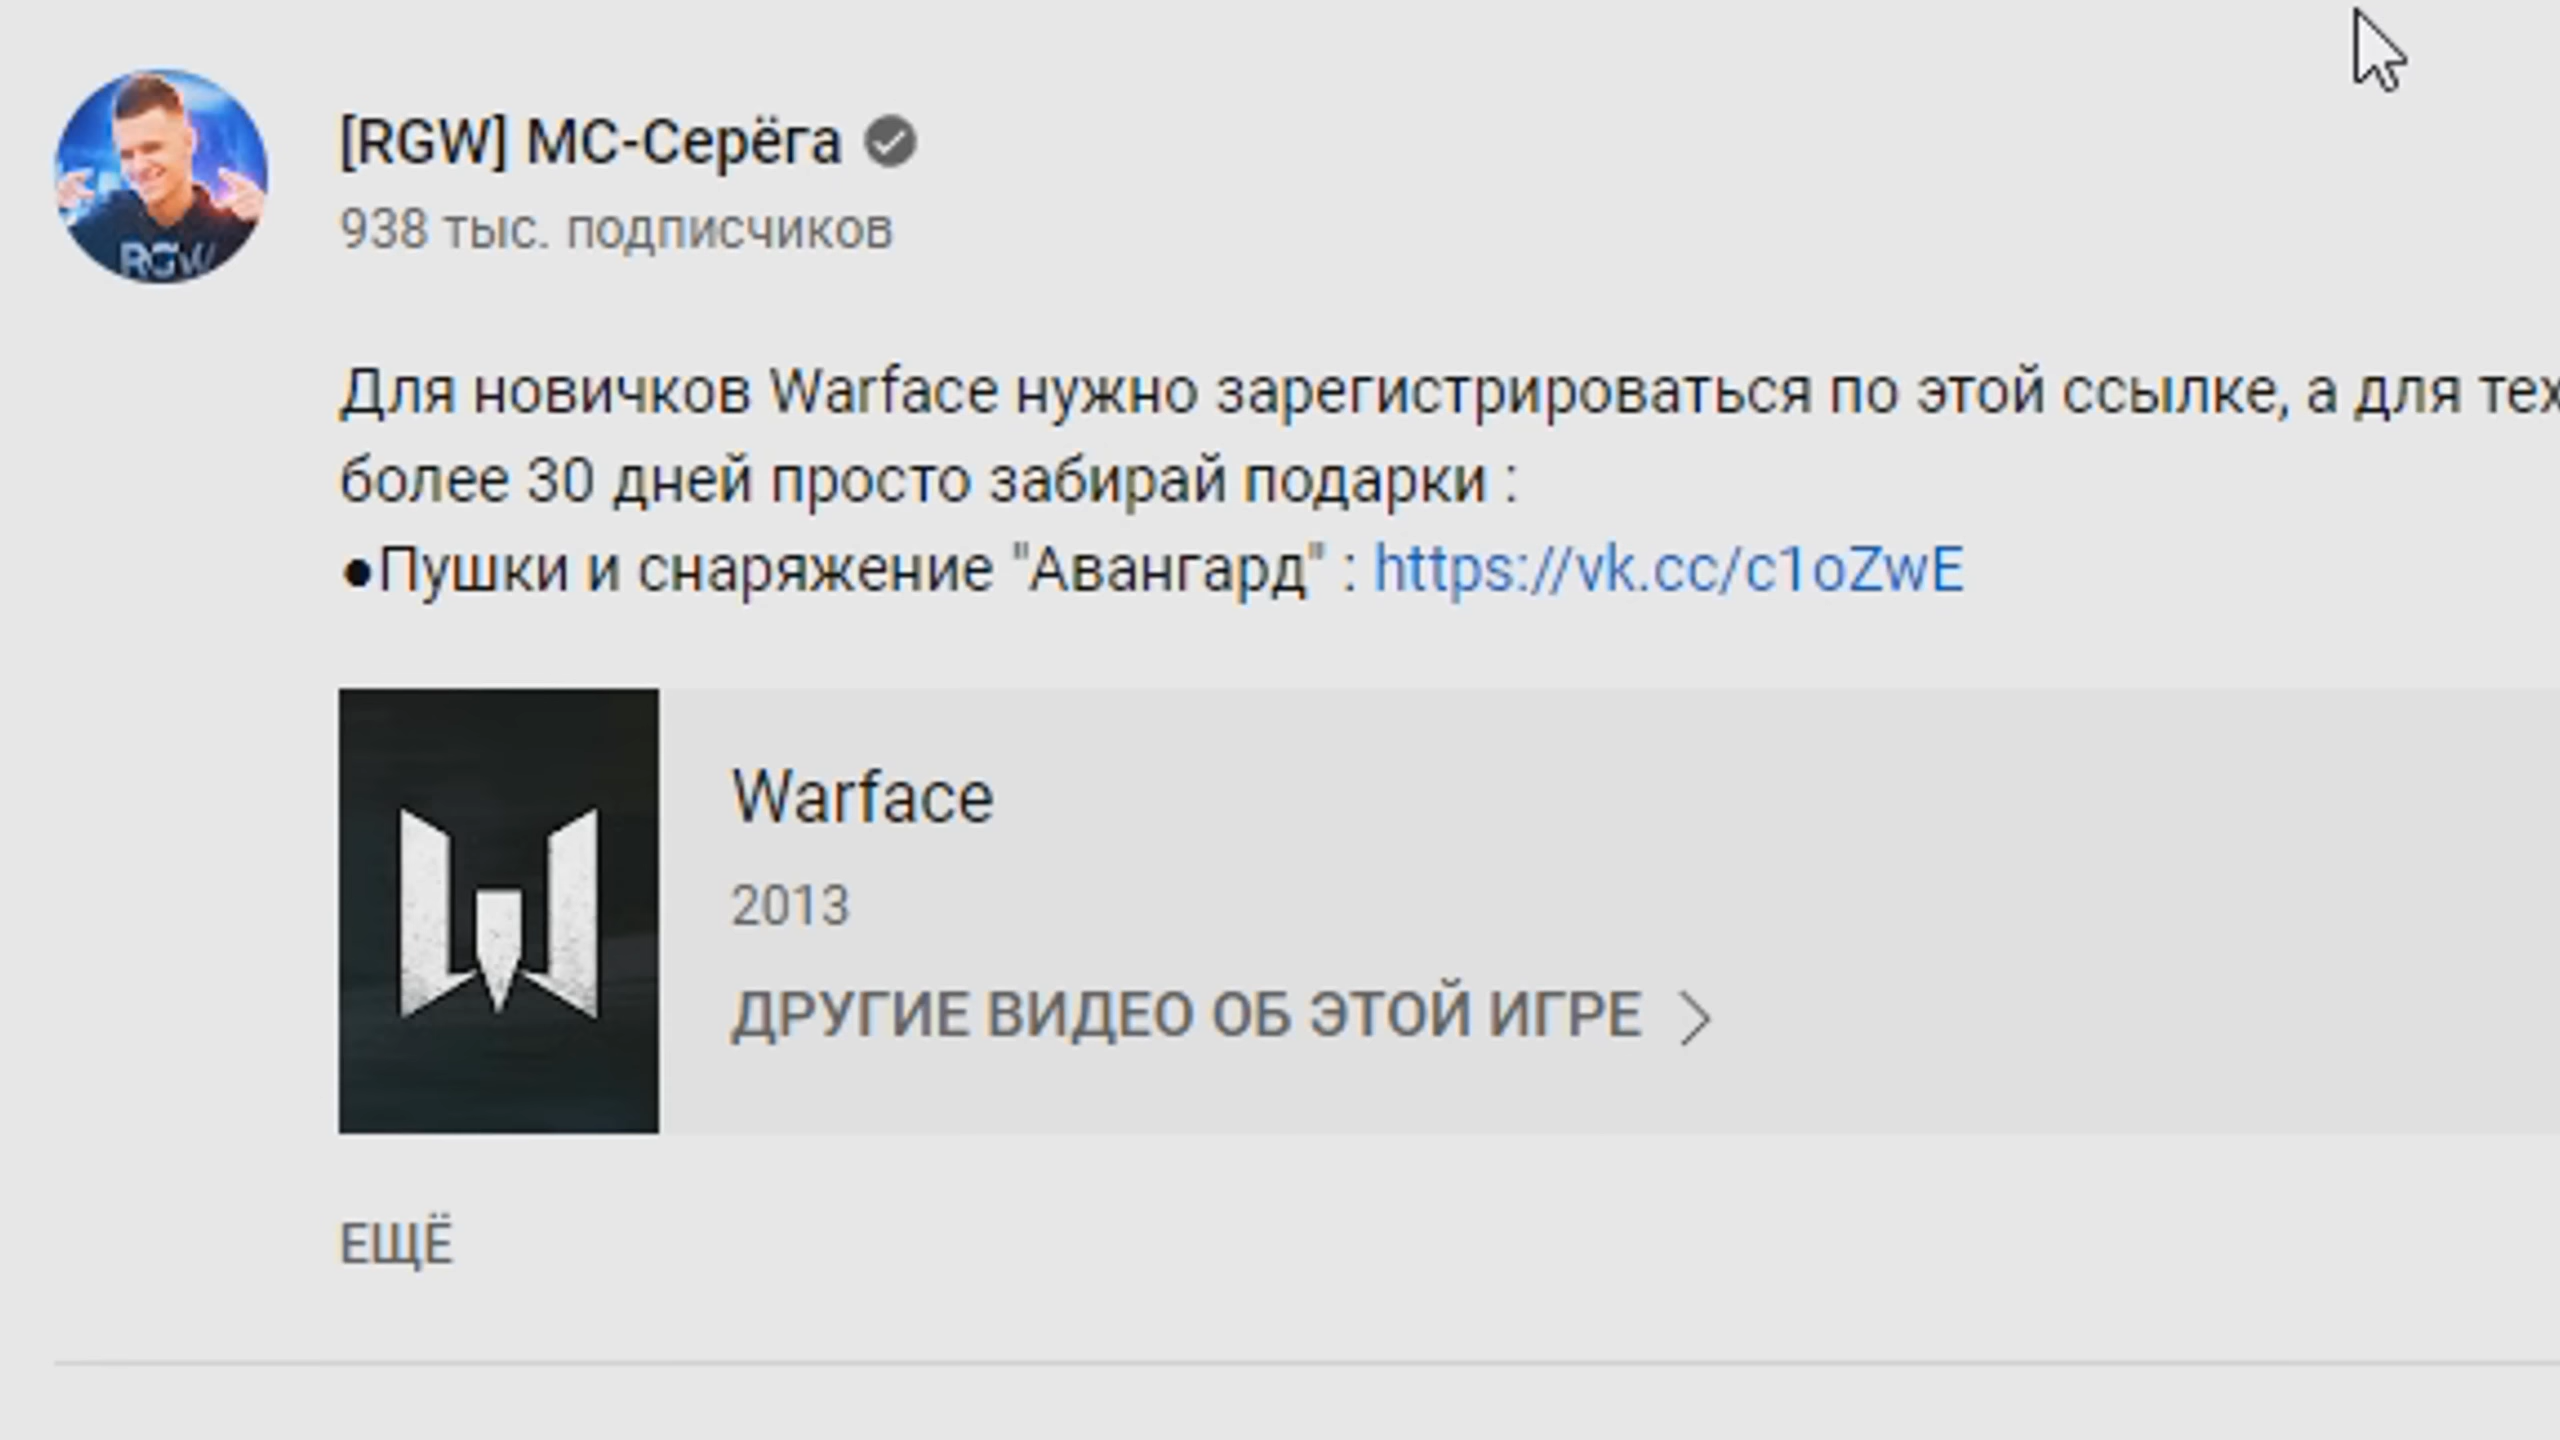 [RGW] МС-Серёга
938 тыс. подписчиков
RGW
Для новичков Warface нужно зарегистрироваться по этой ссылке, а для тех
более 30 дней просто забирай подарки :
●Пушки и снаряжение "Авангард" : https://vk.cc/c1oZwE
Warface
2013
ДРУГИЕ ВИДЕО ОБ ЭТОЙ ИГРЕ
ЕЩЁ